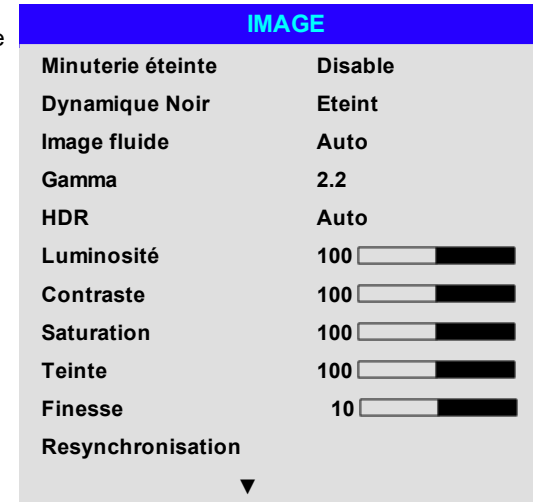 IMAGE
e
Minuterie éteinte Disable
Dynamique Noir Eteint
Image fluide Auto
Gamma 2.2
HDR Auto
Luminosité 100
Contraste 100
Saturation 100
Teinte 100
Finesse 10
Resynchronisation
▼